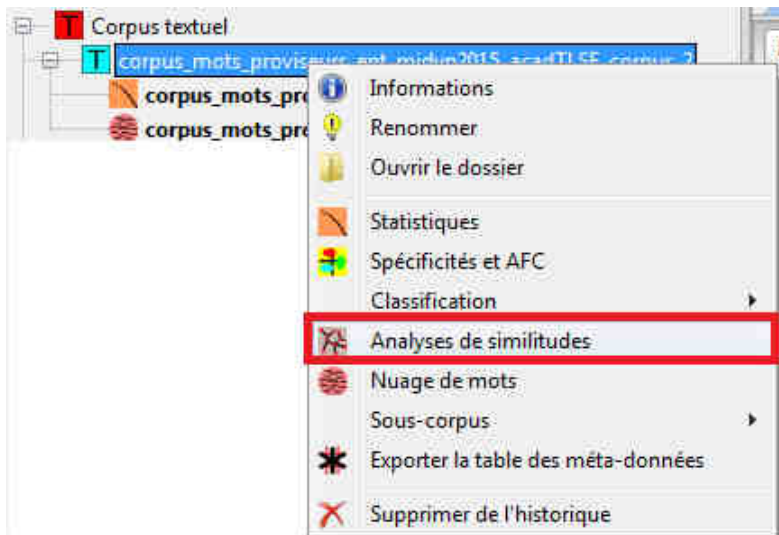 T Corpus textuel
T corpus_mots_proviseurs_ent_midup2015_acadTLSE_corpus_2
corpus_mots_pro
corpus_mots_pro
Informations
Renommer
Ouvrir le dossier
Statistiques
Spécificités et AFC
Classification
Analyses de similitudes
Nuage de mots
Sous-corpus
Exporter la table des méta-données
Supprimer de l'historique